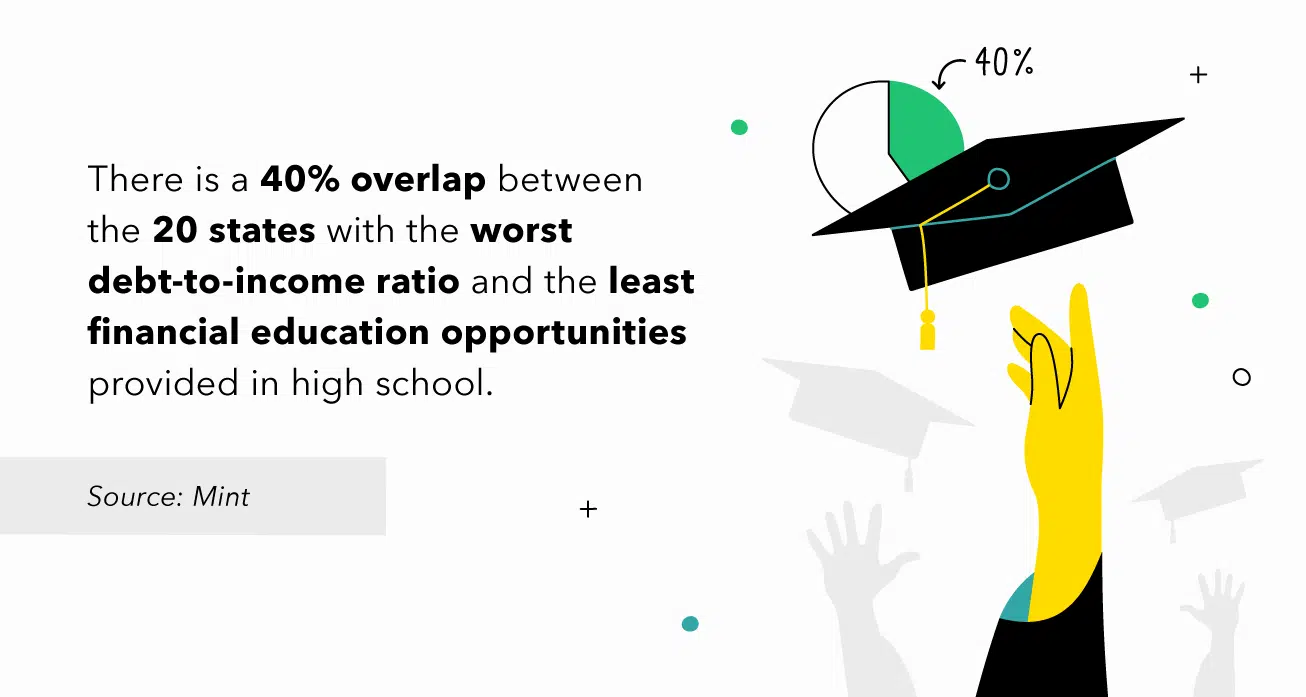 40%
There is a 40% overlap between
the 20 states with the worst
debt-to-income ratio and the least
financial education opportunities
provided in high school.
Source: Mint